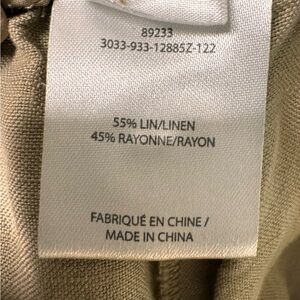 89233
3033-933-12885Z-122
55% LIN/LINEN
45% RAYONNE/RAYON
FABRIQUÉ EN CHINE /
MADE IN CHINA